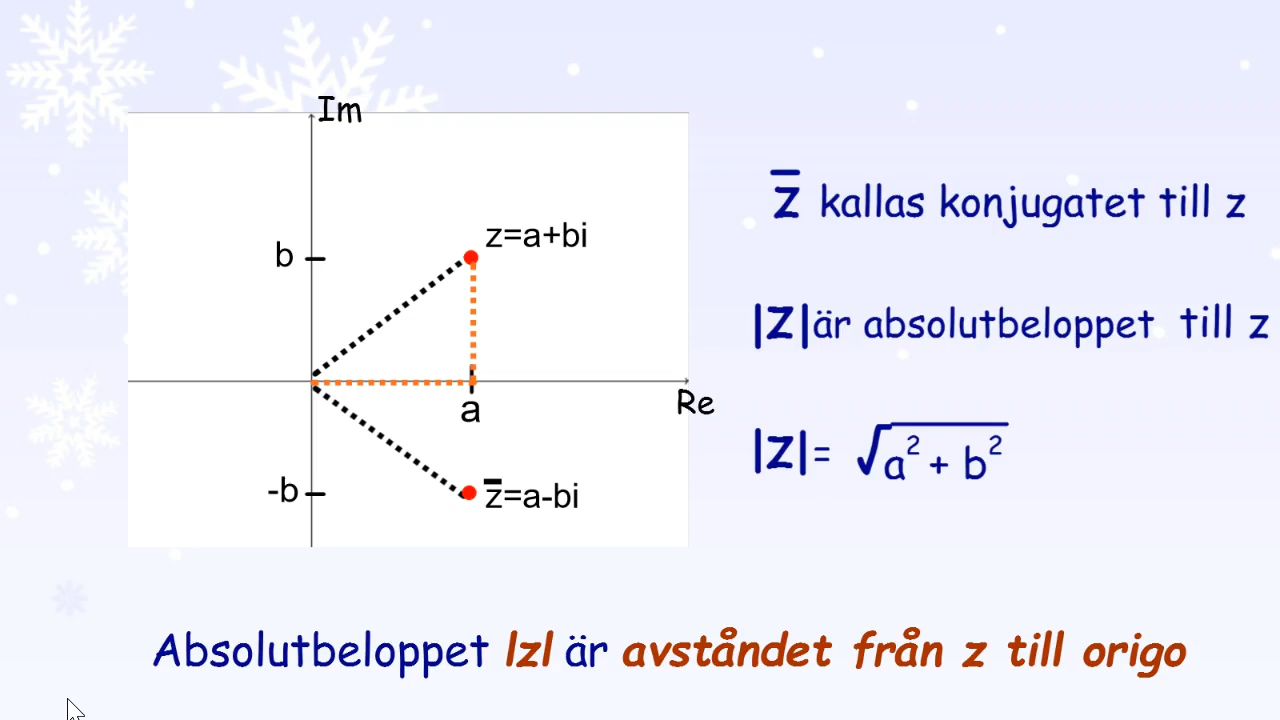 Im
b
z=a+bi
a
Re
-b
z̅=a-bi
z̅ kallas konjugatet till z
|z| är absolutbeloppet till z
|z| = √a² + b²
Absolutbeloppet lzl är avståndet från z till origo